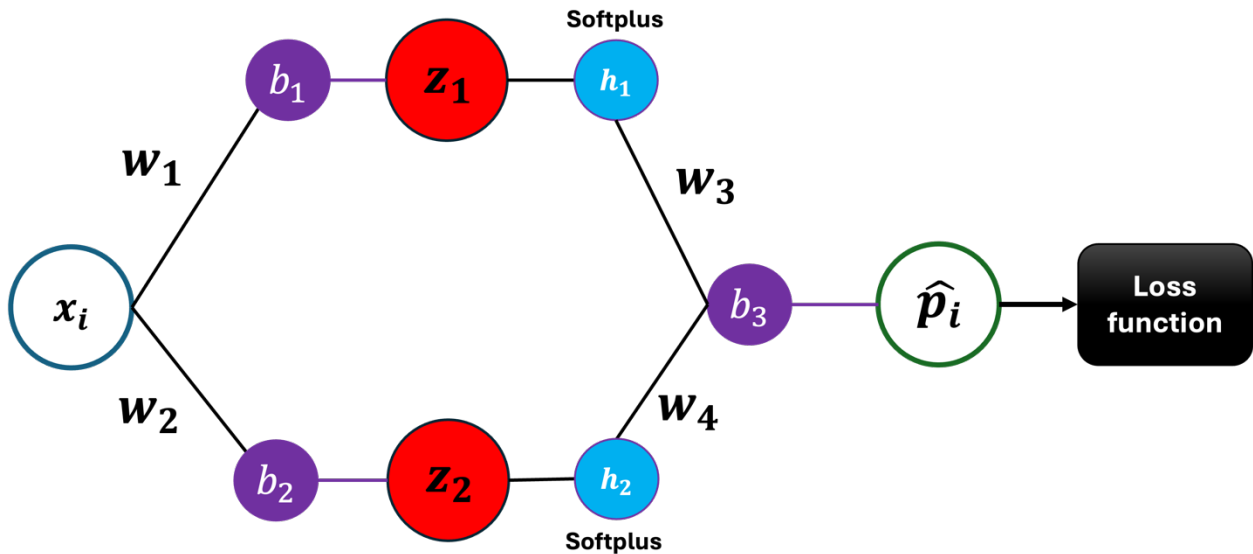 Softplus
b₁
z₁
h₁
w₁
w₃
xᵢ
b₃
p̂ᵢ
Loss
function
w₂
w₄
b₂
z₂
h₂
Softplus